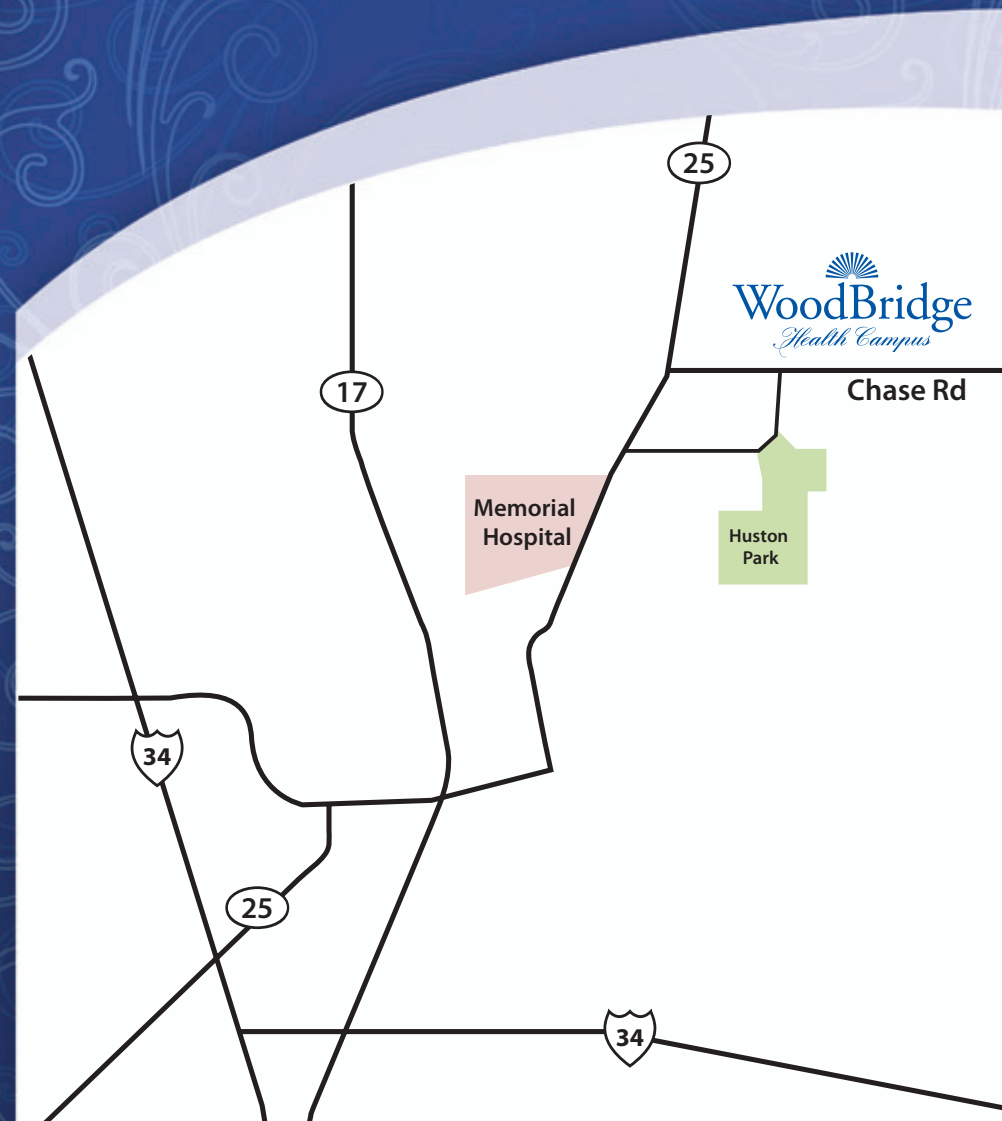 25
WoodBridge
Health Campus
17
Chase Rd
Memorial
Hospital
Huston
Park
34
25
34